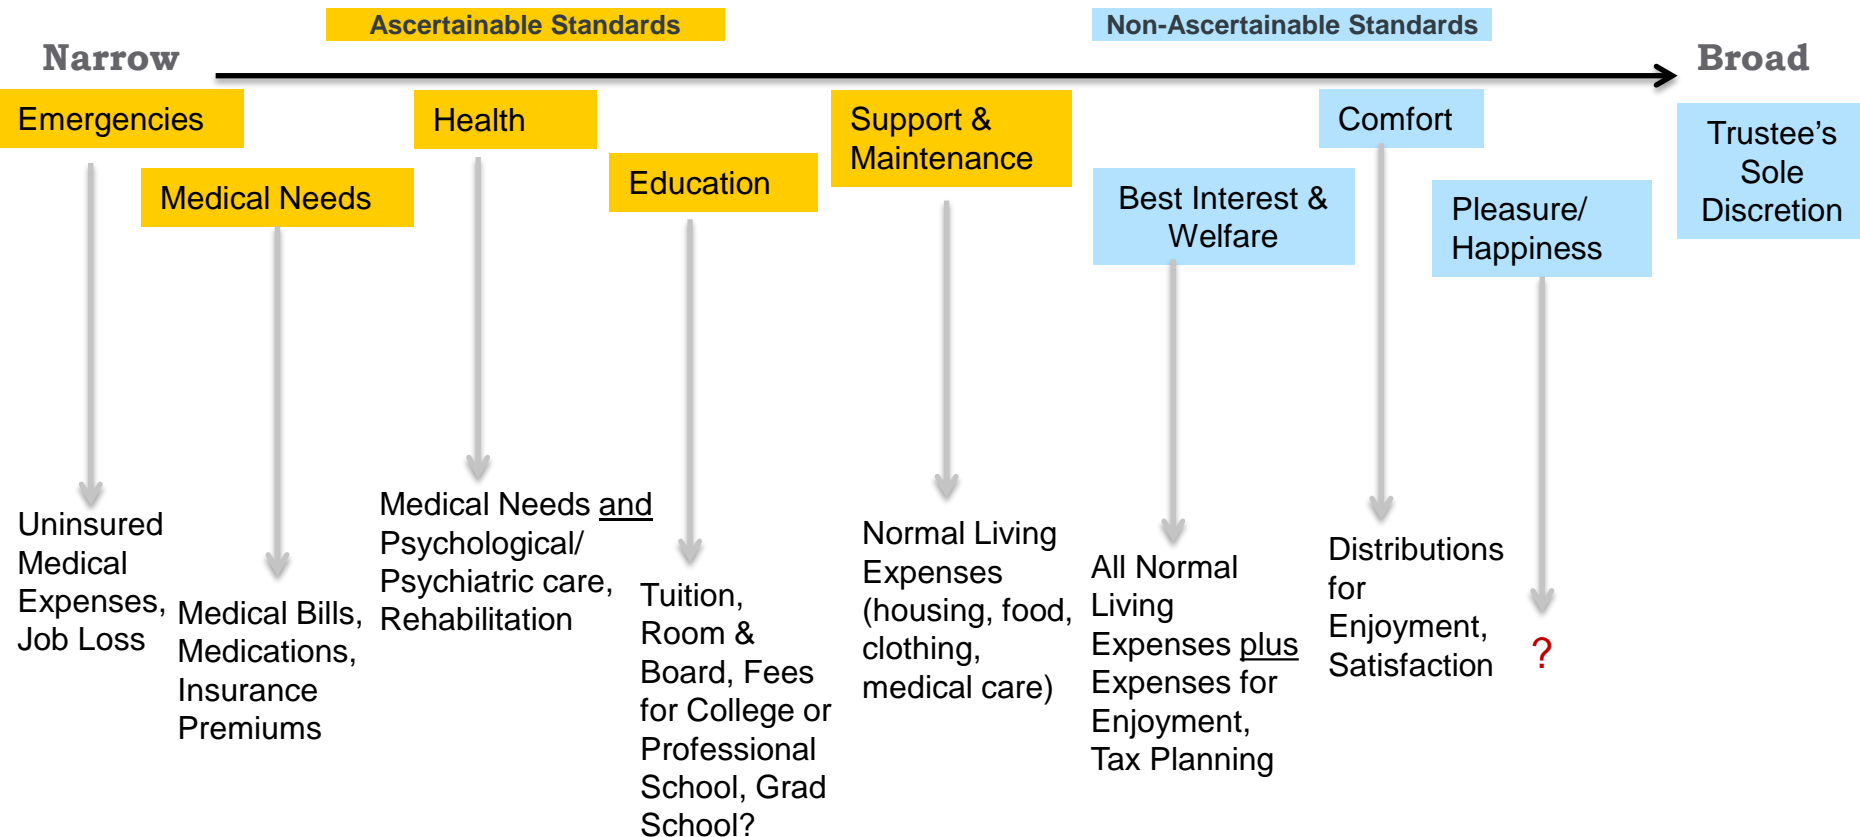 Ascertainable Standards
Non-Ascertainable Standards
Narrow
Broad
Emergencies
Medical Needs
Health
Education
Support &
Maintenance
Best Interest &
Welfare
Comfort
Pleasure/
Happiness
Trustee’s
Sole
Discretion
Uninsured
Medical
Expenses,
Job Loss
Medical Bills,
Medications,
Insurance
Premiums
Medical Needs and
Psychological/
Psychiatric care,
Rehabilitation
Tuition,
Room &
Board, Fees
for College or
Professional
School, Grad
School?
Normal Living
Expenses
(housing, food,
clothing,
medical care)
All Normal
Living
Expenses plus
Expenses for
Enjoyment,
Tax Planning
Distributions
for
Enjoyment,
Satisfaction
?